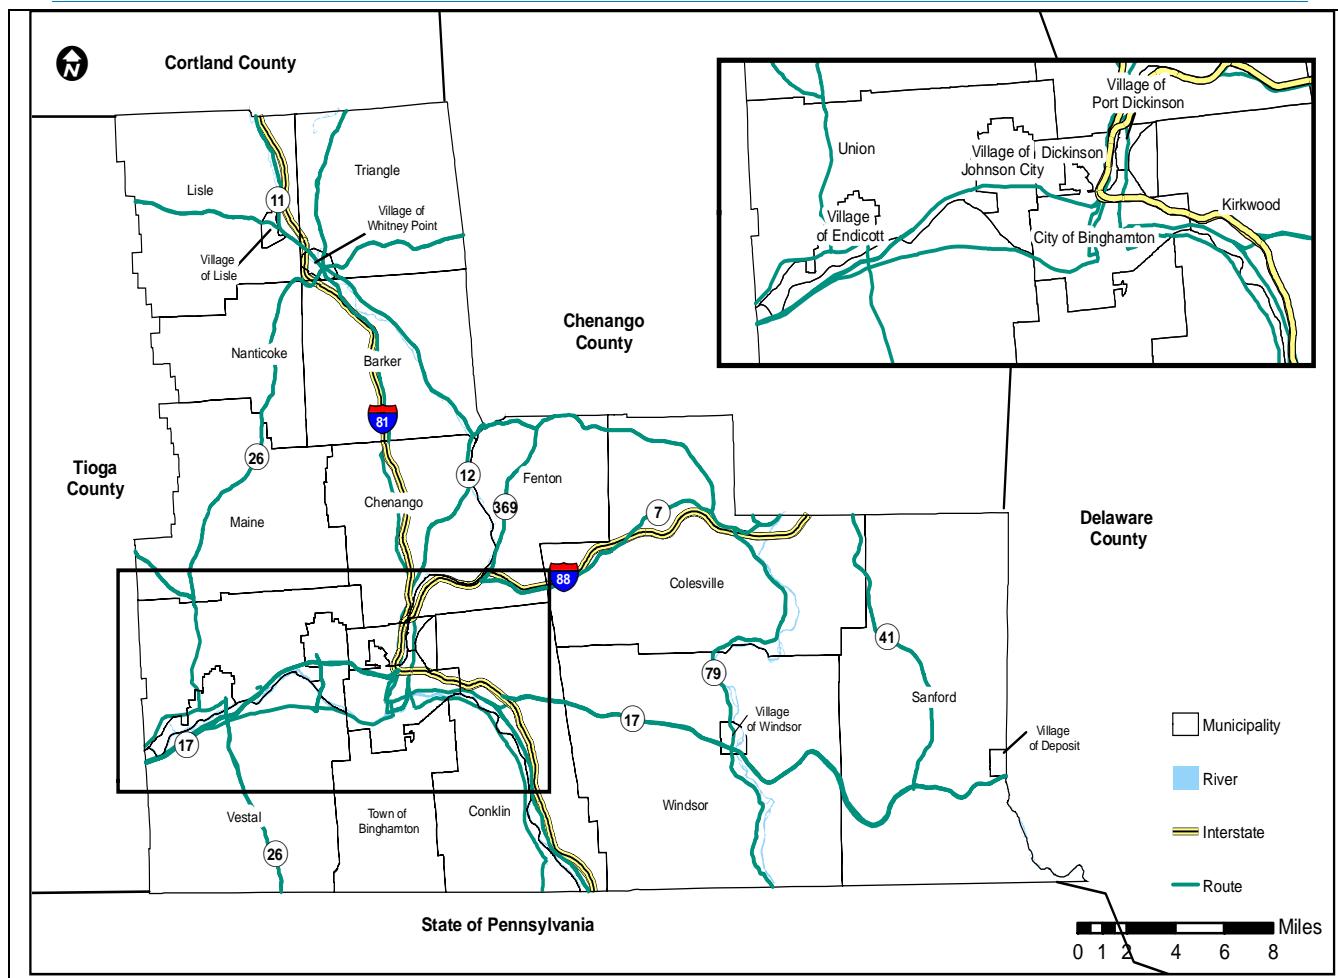 N
Cortland County
Village of
Port Dickinson
Union
Village of
Johnson City
Dickinson
Village
of Endicott
Kirkwood
City of Binghamton
Triangle
Lisle
11
Village of
Whitney Point
Village
of Lisle
Chenango
County
Nanticoke
Barker
81
26
Tioga
County
12
Fenton
369
Chenango
Maine
7
Delaware
County
88
Colesville
41
79
Sanford
17
Village
of Windsor
Village
of Deposit
17
Municipality
River
Windsor
Vestal
Town of
Binghamton
Conklin
Interstate
26
Route
State of Pennsylvania
Miles
0 1 2 4 6 8